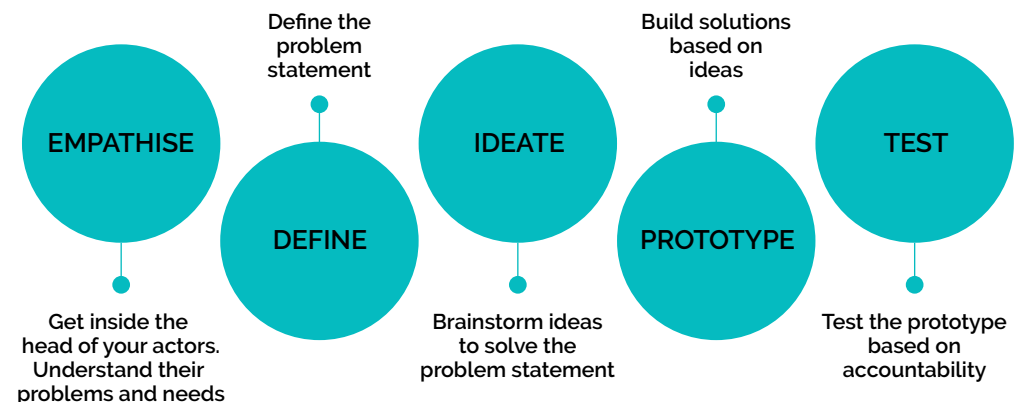 EMPATHISE
Get inside the
head of your actors.
Understand their
problems and needs
Define the
problem
statement
DEFINE
IDEATE
Brainstorm ideas
to solve the
problem statement
Build solutions
based on
ideas
PROTOTYPE
TEST
Test the prototype
based on
accountability